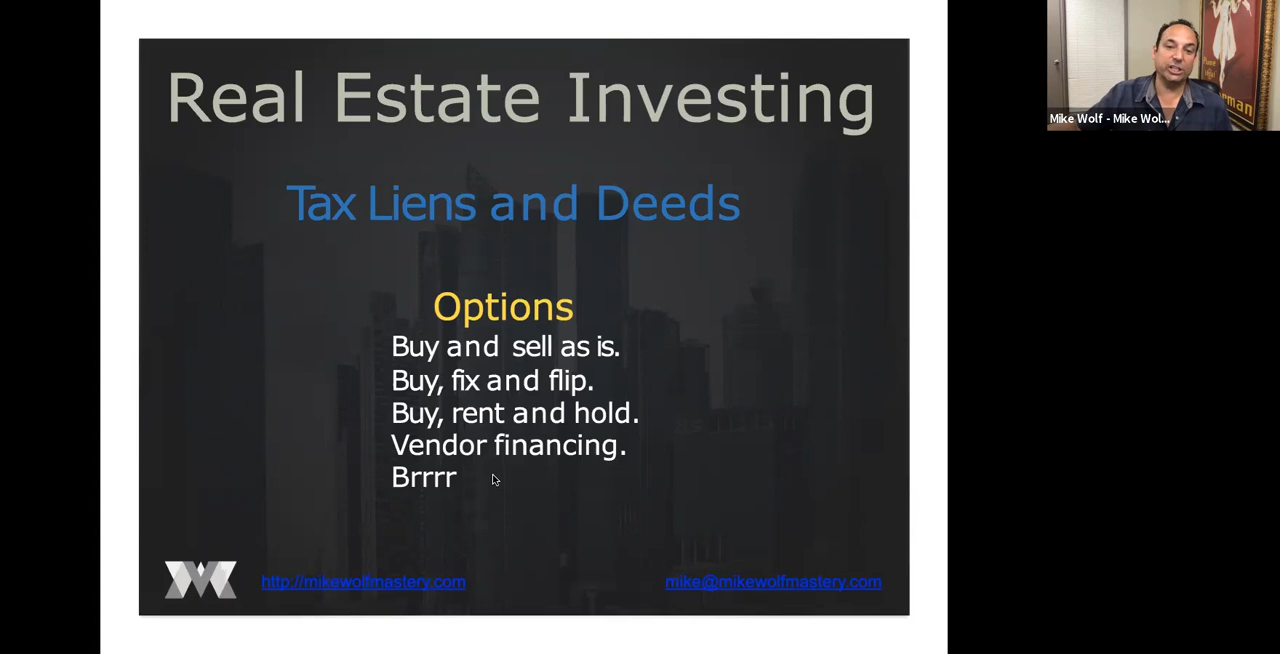 Real Estate Investing
Tax Liens and Deeds
Options
Buy and sell as is.
Buy, fix and flip.
Buy, rent and hold.
Vendor financing.
Brrrr
http://mikewolfmastery.com
mike@mikewolfmastery.com
Mike Wolf - Mike Wol...